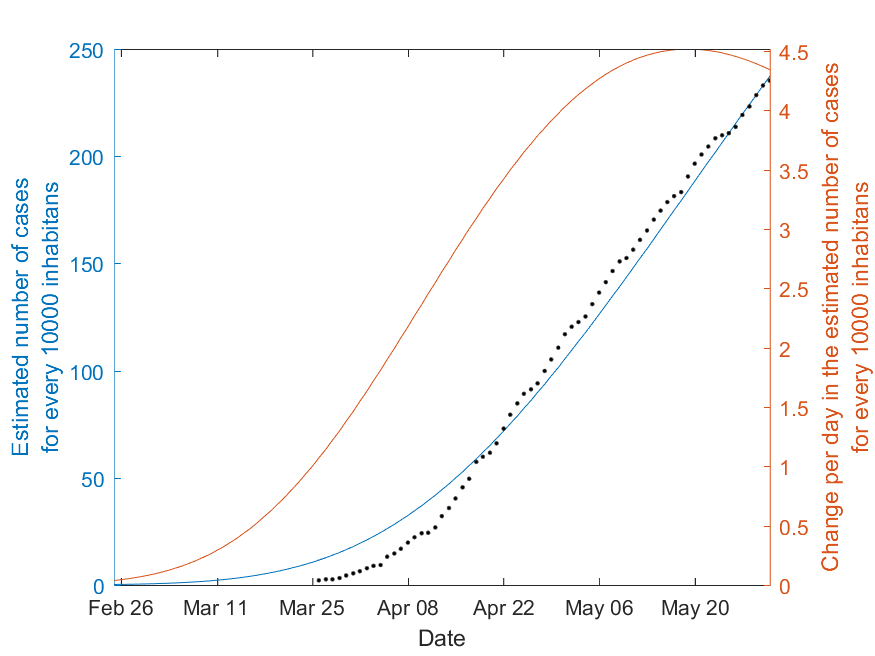 250
200
150
100
50
0
Estimated number of cases
for every 10000 inhabitans
4.5
4
3.5
3
2.5
2
1.5
1
0.5
0
Change per day in the estimated number of cases
for every 10000 inhabitans
Feb 26 Mar 11 Mar 25 Apr 08 Apr 22 May 06 May 20
Date